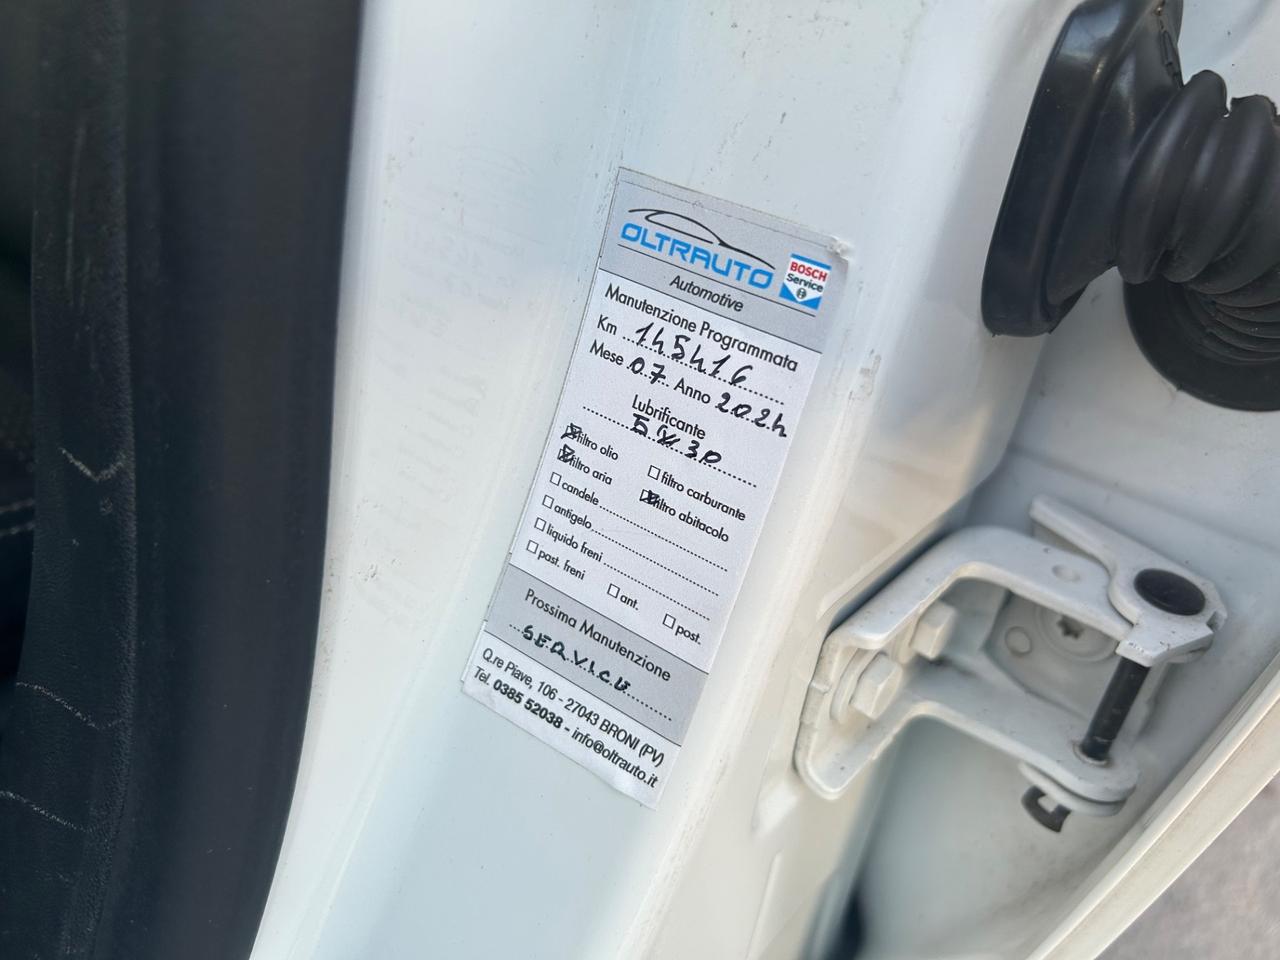 OLTRAUTO
Automotive
BOSCH
Service
Manutenzione Programmata
Km 145416
Mese 07 Anno 2024
Lubrificante
5W30
filtro olio
filtro carburante
filtro aria
filtro abitacolo
candele
antigelo
liquido freni
past. freni ant. post.
Prossima Manutenzione
SERVICE
Q.re Piave, 106 - 27043 BRONI (PV)
Tel. 0385 52038 - info@oltrauto.it